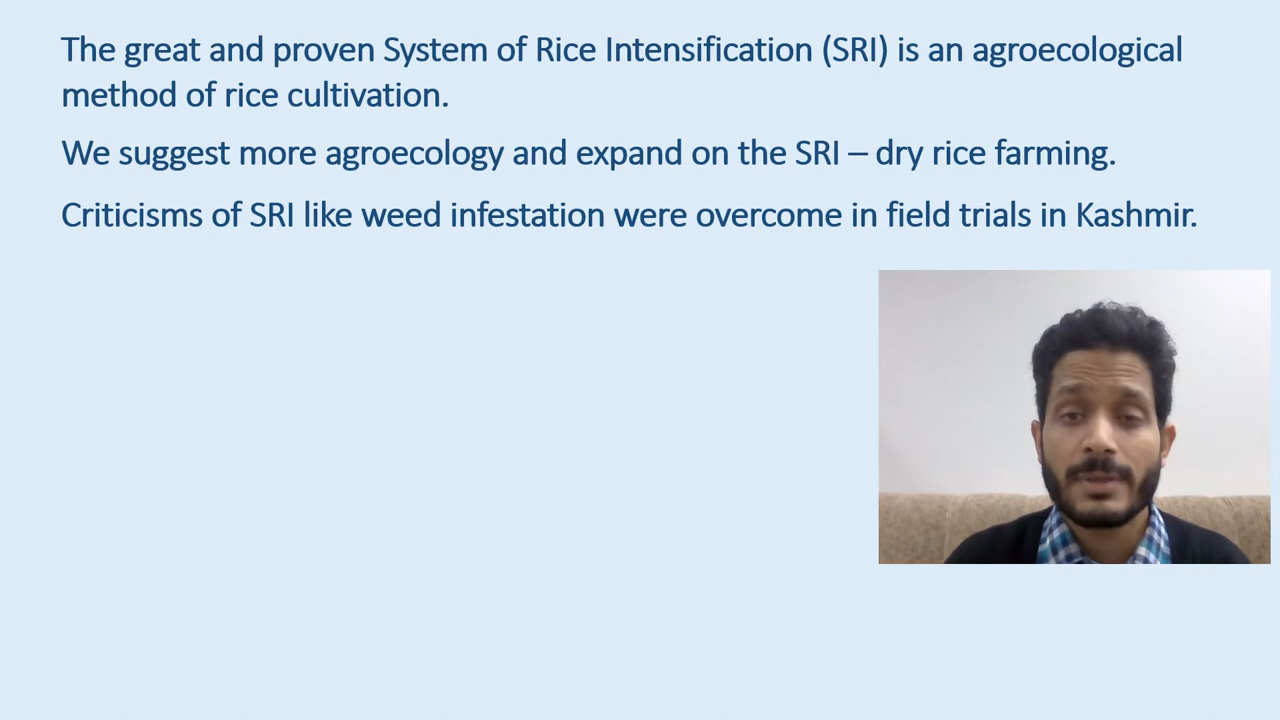 The great and proven System of Rice Intensification (SRI) is an agroecological
method of rice cultivation.
We suggest more agroecology and expand on the SRI – dry rice farming.
Criticisms of SRI like weed infestation were overcome in field trials in Kashmir.